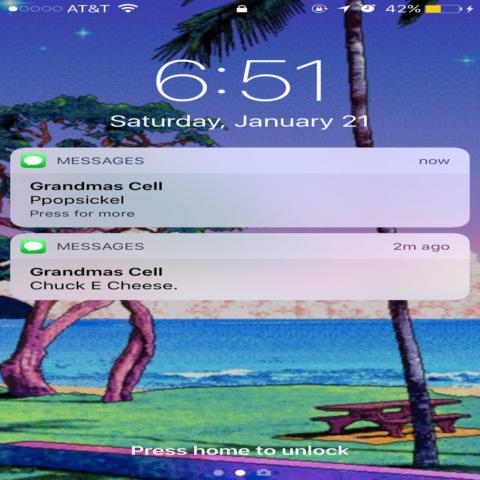 AT&T 42%
6:51
Saturday, January 21
MESSAGES now
Grandmas Cell
Ppopsickel
Press for more
MESSAGES 2m ago
Grandmas Cell
Chuck E Cheese.
Press home to unlock